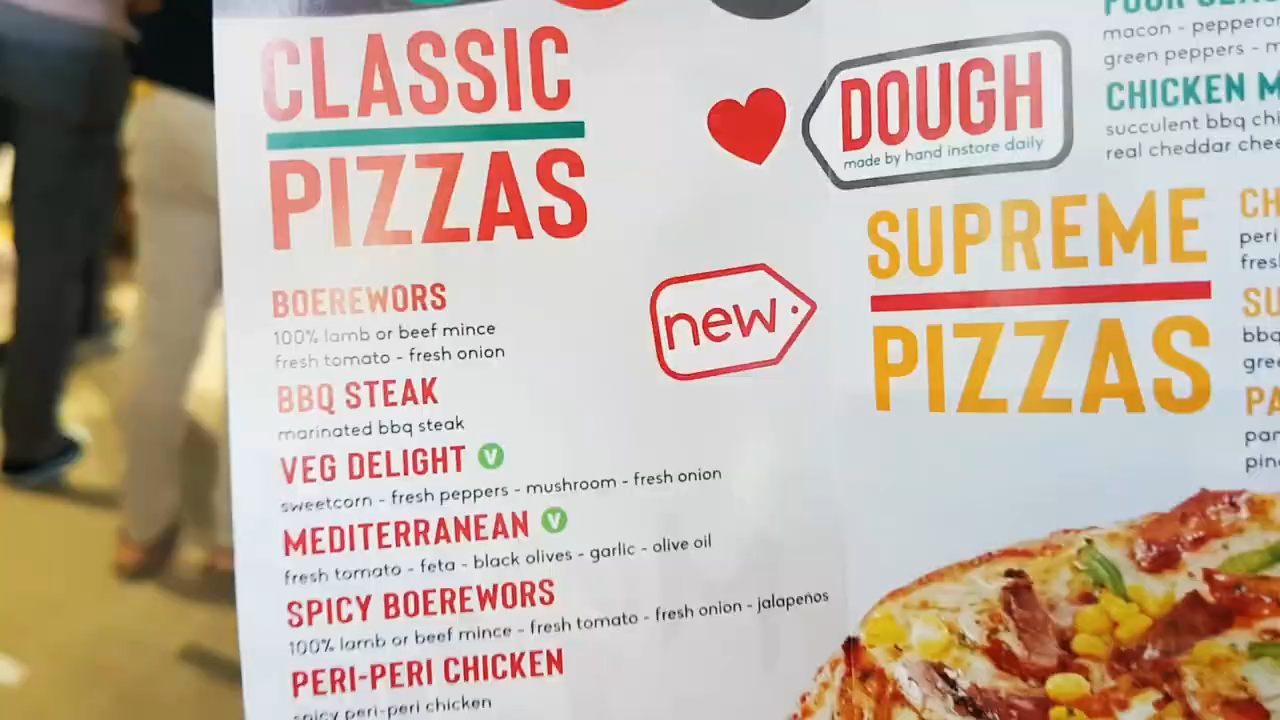 CLASSIC
PIZZAS
BOEREWORS
100% lamb or beef mince
fresh tomato - fresh onion
BBQ STEAK
marinated bbq steak
VEG DELIGHT V
sweetcorn - fresh peppers - mushroom - fresh onion
MEDITERRANEAN V
fresh tomato - feta - black olives - garlic - olive oil
SPICY BOEREWORS
100% lamb or beef mince - fresh tomato - fresh onion - jalapeños
PERI-PERI CHICKEN
spicy peri-peri chicken
new
DOUGH
made by hand instore daily
SUPREME
PIZZAS
macon -
green peppers -
CHICKEN
succulent bbq
real cheddar